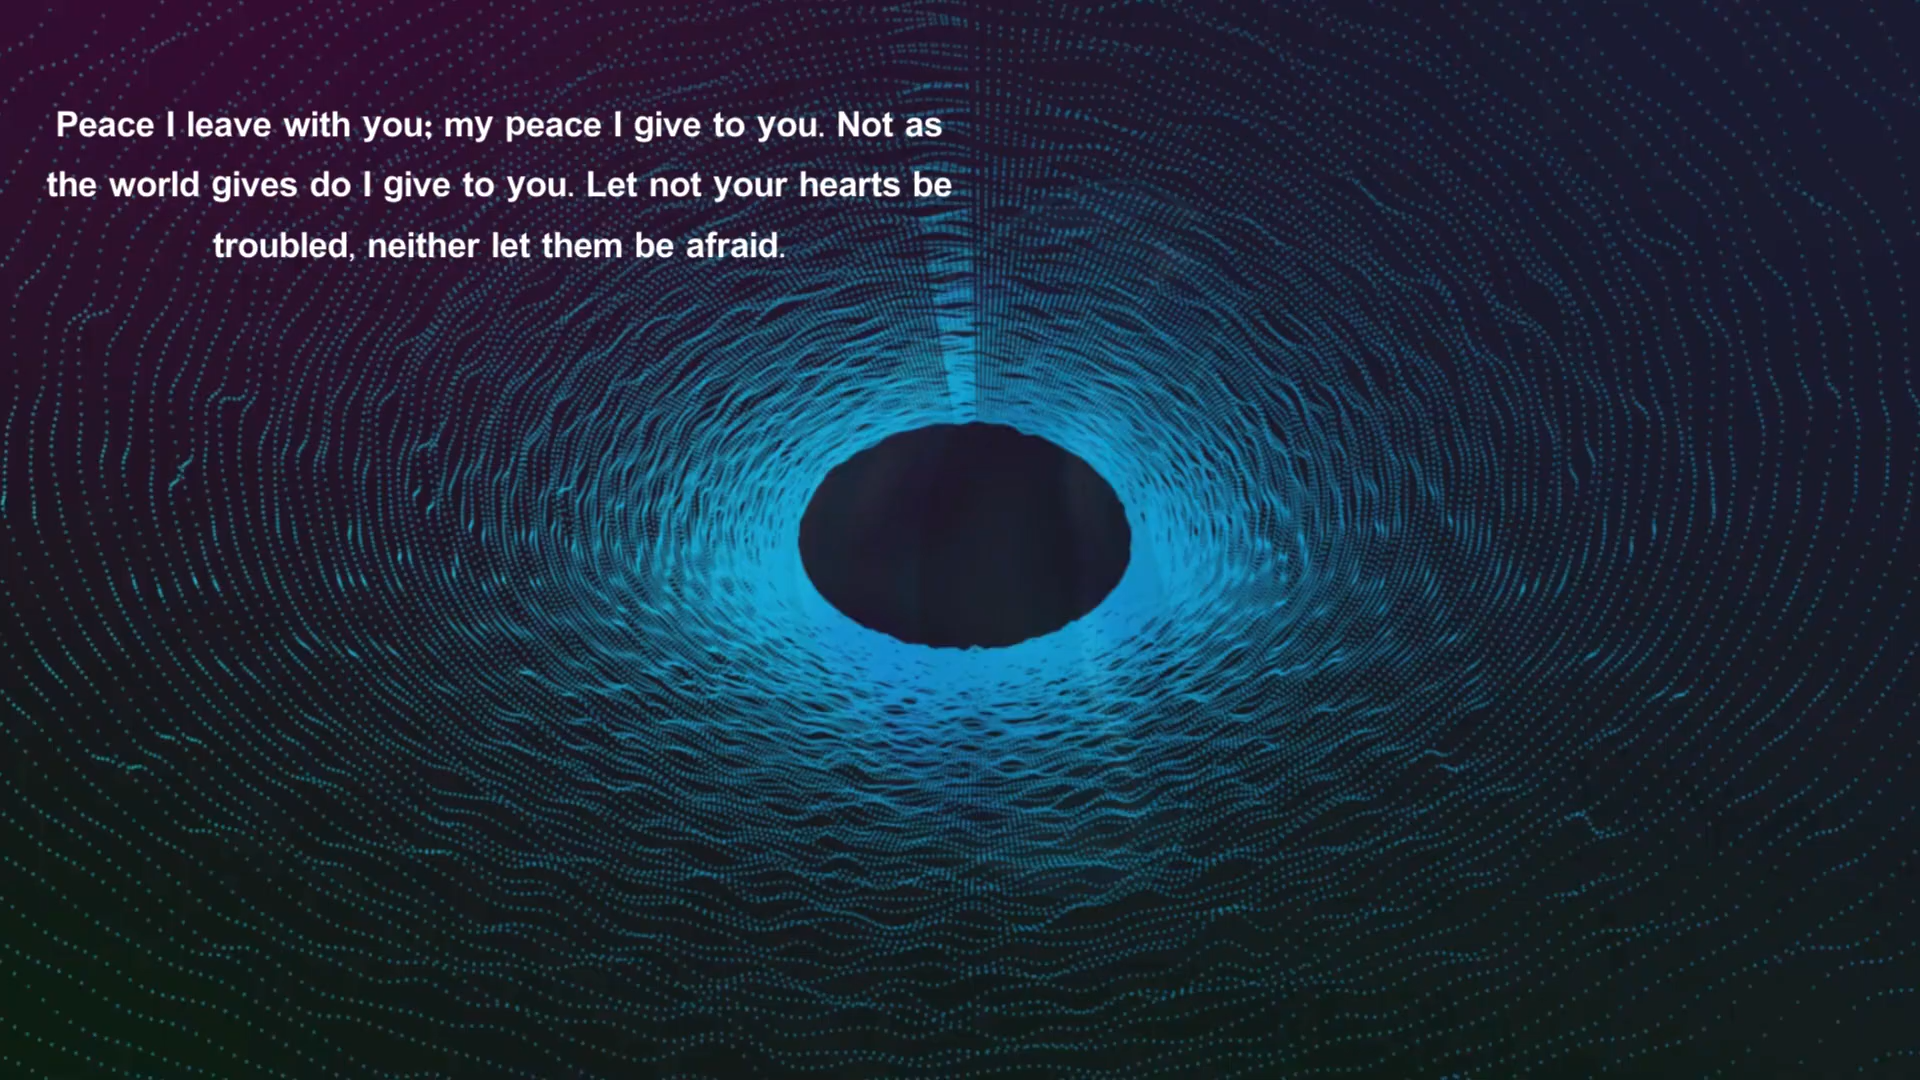 Peace I leave with you; my peace I give to you. Not as
the world gives do I give to you. Let not your hearts be
troubled, neither let them be afraid.